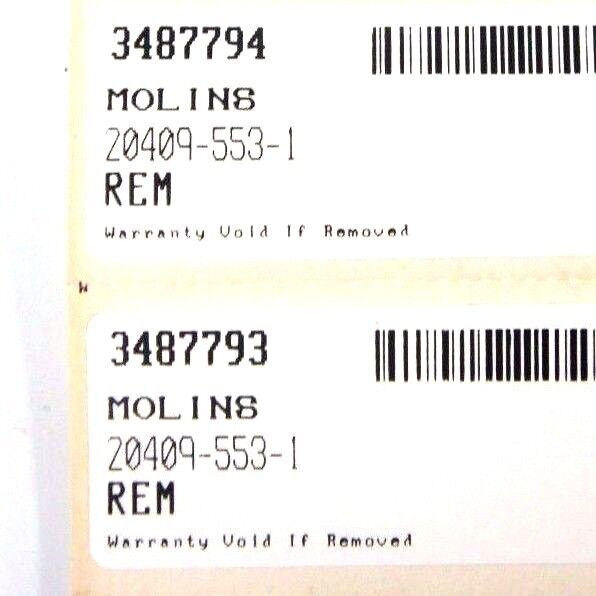 3487794
MOLINS
20409-553-1
REM
Warranty Void If Removed
W
3487793
MOLINS
20409-553-1
REM
Warranty Void If Removed